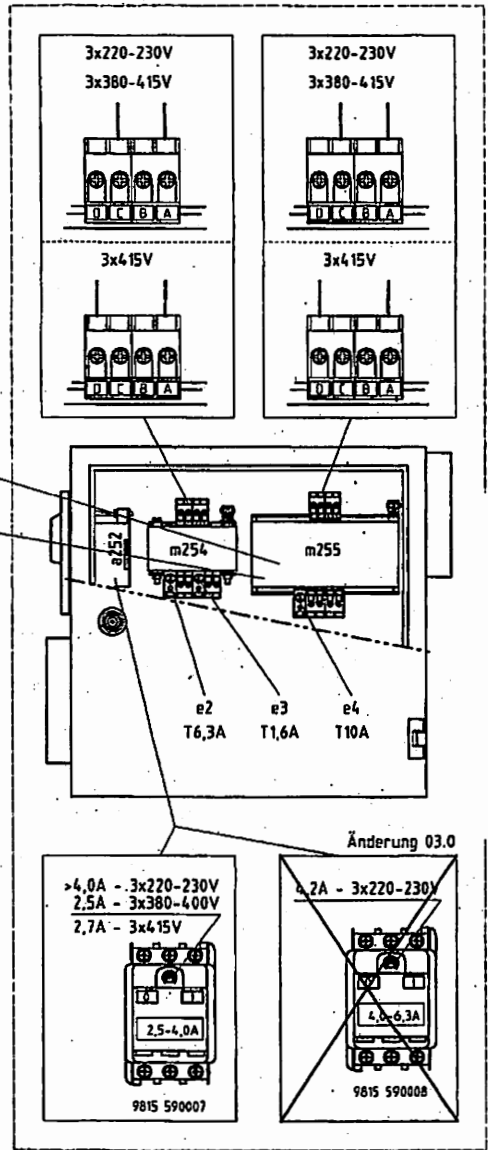 3x220-230V
3x380-415V
D C B A
3x415V
D C B A
3x220-230V
3x380-415V
D C B A
3x415V
D C B A
a252
m254
m255
e2
T6,3A
e3
T1,6A
e4
T10A
Änderung 03.0
>4,0A - 3x220-230V
2,5A - 3x380-400V
2,7A - 3x415V
0 I
2,5-4,0A
9815 590007
4,2A - 3x220-230V
I
4,0-6,3A
9815 590008